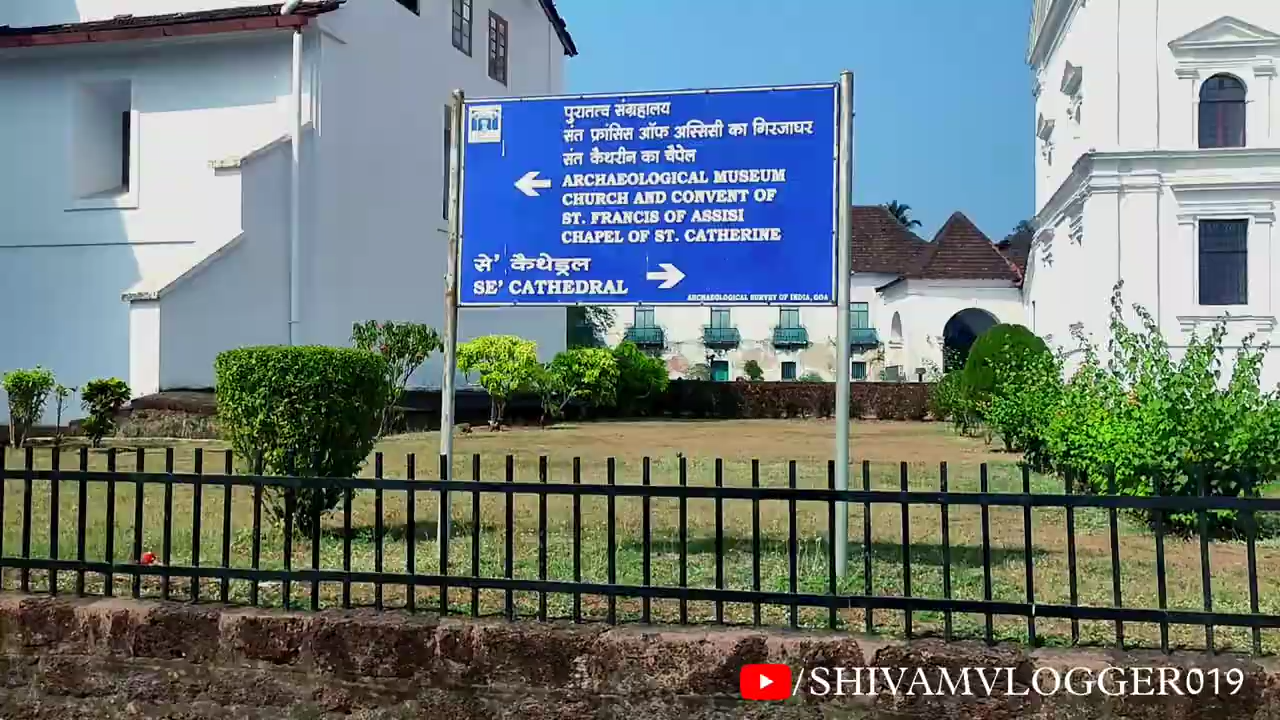 पुरातत्व संग्रहालय
संत फ्रांसिस ऑफ अस्सिसी का गिरजाघर
संत कैथरीन का चैपेल
ARCHAEOLOGICAL MUSEUM
CHURCH AND CONVENT OF
ST. FRANCIS OF ASSISI
CHAPEL OF ST. CATHERINE
से' कैथेड्रल
SE' CATHEDRAL
ARCHAEOLOGICAL SURVEY OF INDIA, GOA
/SHIVAMVLOGGER019